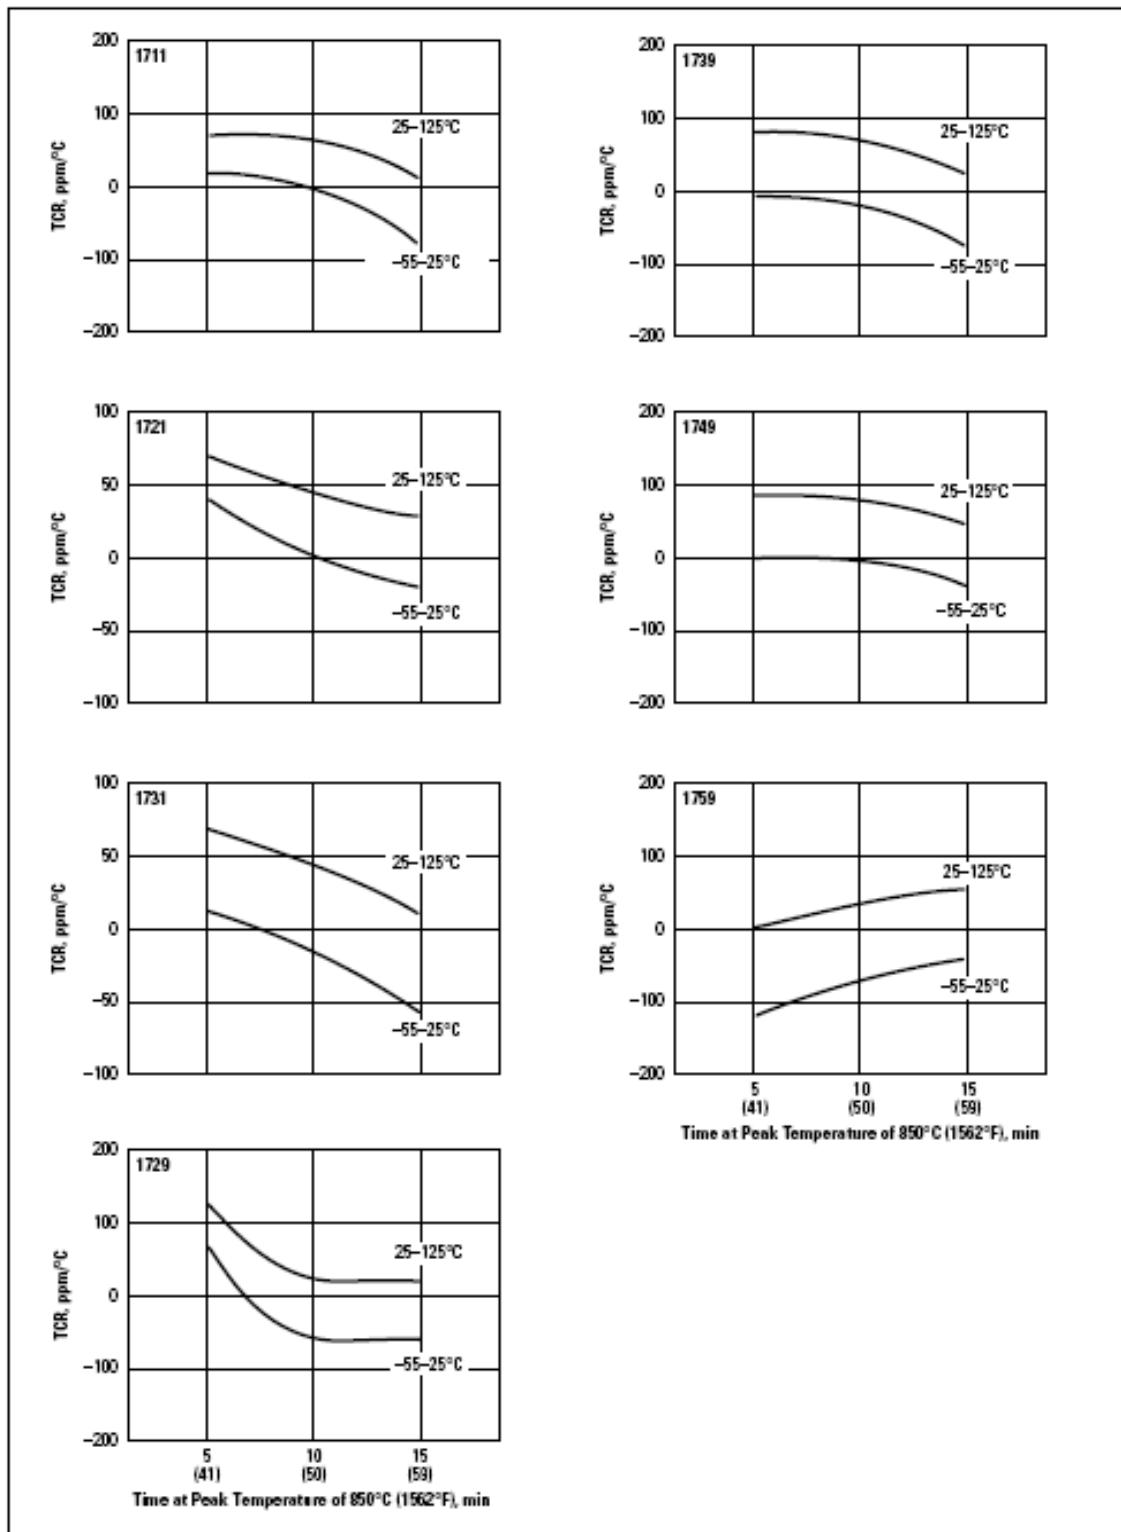 200
1711
100
25–125°C
TCR, ppm/°C
0
–100
–55–25°C
–200
200
1739
100
25–125°C
TCR, ppm/°C
0
–100
–55–25°C
–200
100
1721
50
25–125°C
TCR, ppm/°C
0
–50
–55–25°C
–100
200
1749
100
25–125°C
TCR, ppm/°C
0
–100
–55–25°C
–200
100
1731
50
25–125°C
TCR, ppm/°C
0
–50
–55–25°C
–100
200
1759
100
25–125°C
TCR, ppm/°C
0
–100
–55–25°C
–200
5 10 15
(41) (50) (59)
Time at Peak Temperature of 850°C (1562°F), min
200
1729
100
25–125°C
TCR, ppm/°C
0
–100
–55–25°C
–200
5 10 15
(41) (50) (59)
Time at Peak Temperature of 850°C (1562°F), min